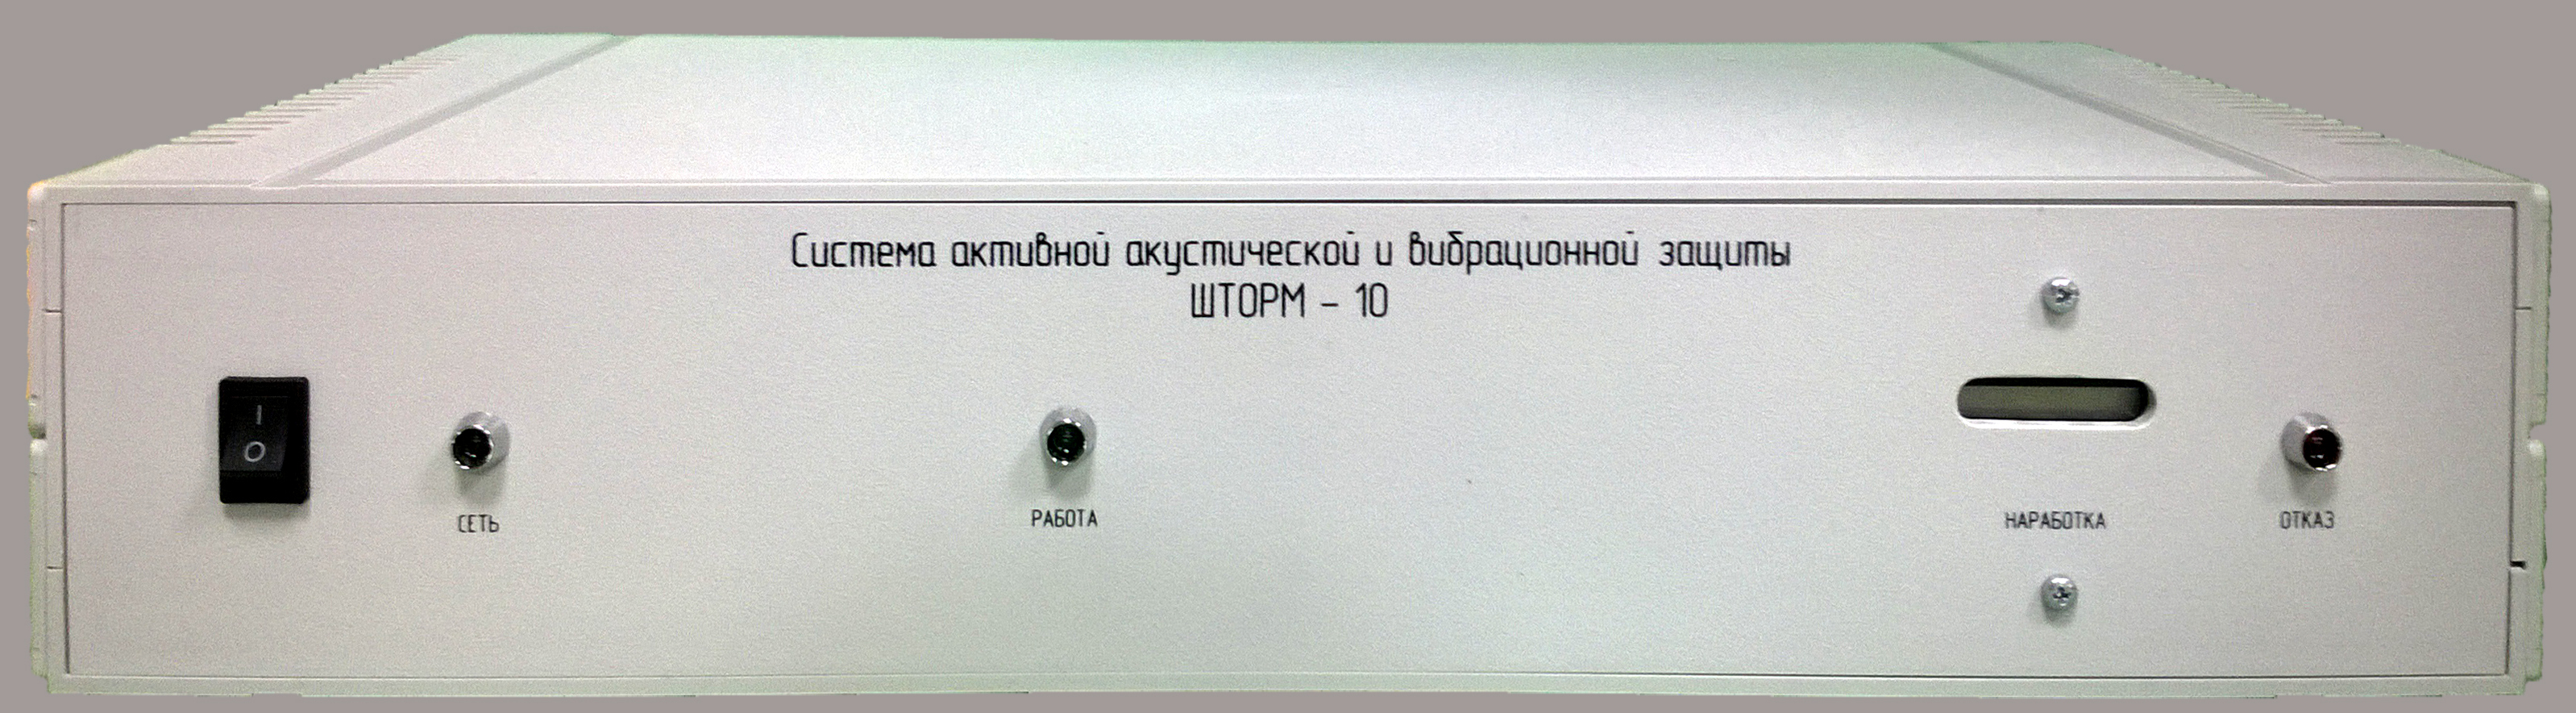 Система активной акустической и вибрационной защиты
ШТОРМ - 10
I
O
СЕТЬ
РАБОТА
НАРАБОТКА
ОТКАЗ